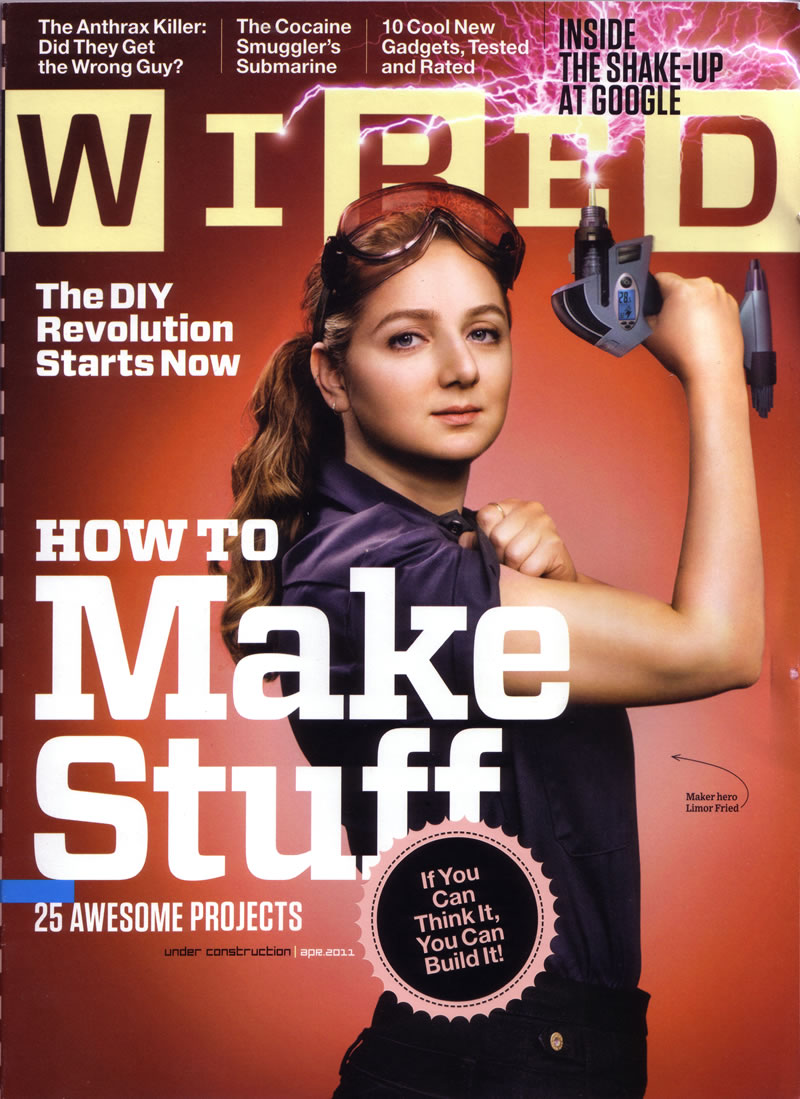 The Anthrax Killer:
Did They Get
the Wrong Guy?
The Cocaine
Smuggler's
Submarine
10 Cool New
Gadgets, Tested
and Rated
INSIDE
THE SHAKE-UP
AT GOOGLE
WIRED
The DIY
Revolution
Starts Now
HOW TO
Make
Stuff
25 AWESOME PROJECTS
under construction | apr.2011
If You
Can
Think It,
You Can
Build It!
Maker hero
Limor Fried
28